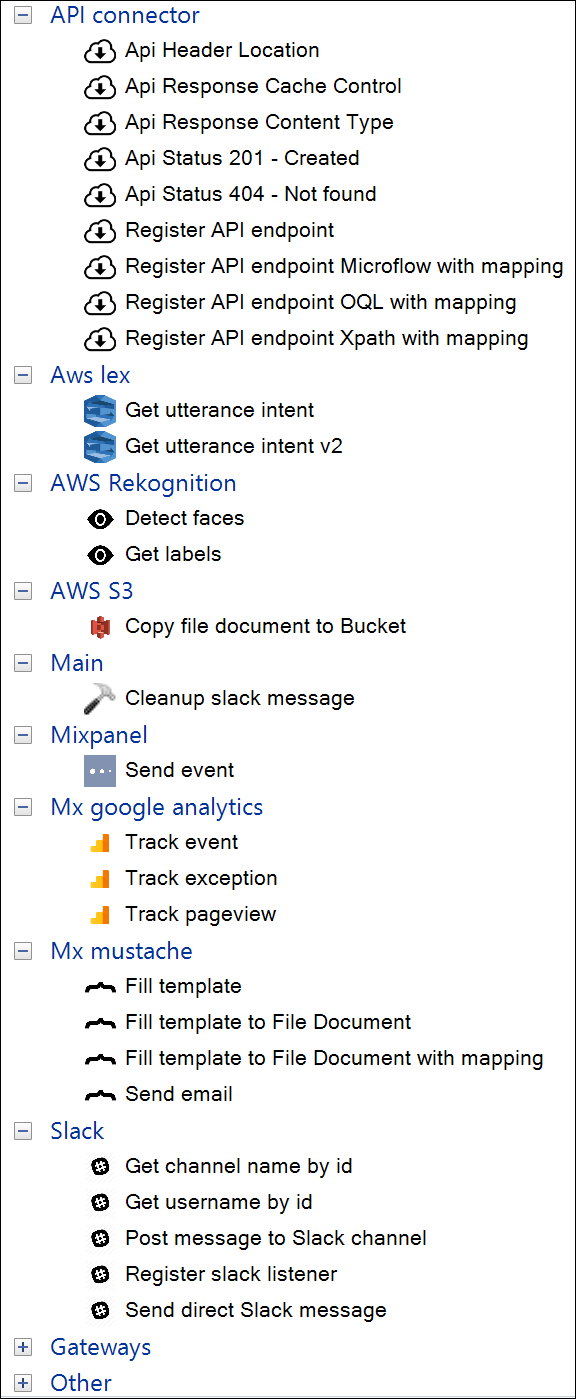 API connector
Api Header Location
Api Response Cache Control
Api Response Content Type
Api Status 201 - Created
Api Status 404 - Not found
Register API endpoint
Register API endpoint Microflow with mapping
Register API endpoint OQL with mapping
Register API endpoint Xpath with mapping
Aws lex
Get utterance intent
Get utterance intent v2
AWS Rekognition
Detect faces
Get labels
AWS S3
Copy file document to Bucket
Main
Cleanup slack message
Mixpanel
Send event
Mx google analytics
Track event
Track exception
Track pageview
Mx mustache
Fill template
Fill template to File Document
Fill template to File Document with mapping
Send email
Slack
Get channel name by id
Get username by id
Post message to Slack channel
Register slack listener
Send direct Slack message
Gateways
Other